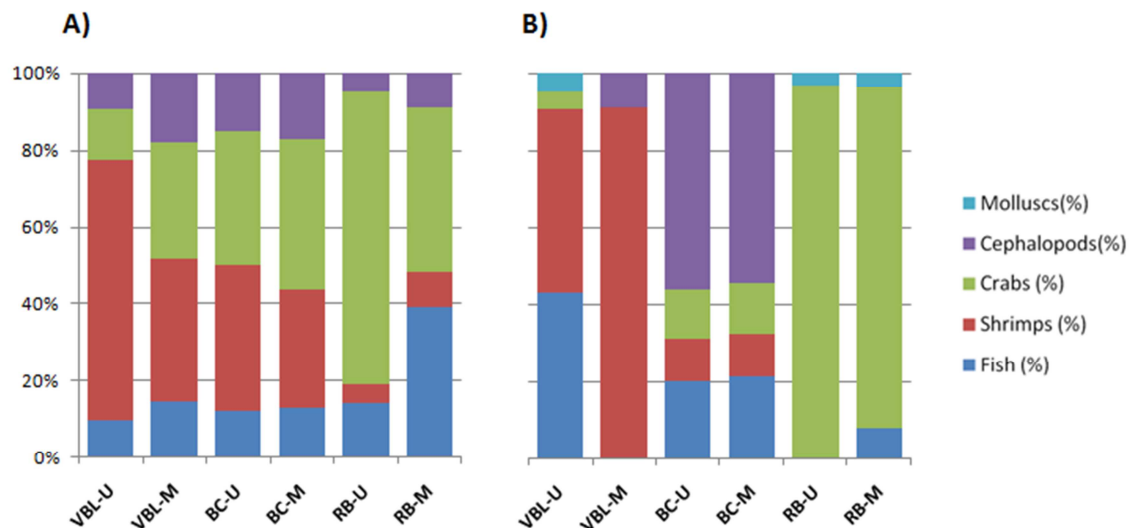 A)
B)
100%
80%
60%
40%
20%
0%
VBL-U
VBL-M
BC-U
BC-M
RB-U
RB-M
VBL-U
VBL-M
BC-U
BC-M
RB-U
RB-M
Molluscs(%)
Cephalopods(%)
Crabs (%)
Shrimps (%)
Fish (%)